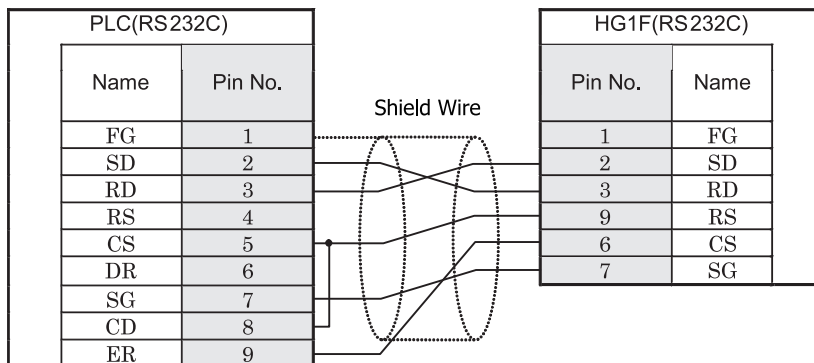 PLC(RS232C)
Name Pin No.
FG 1
SD 2
RD 3
RS 4
CS 5
DR 6
SG 7
CD 8
ER 9
Shield Wire
HG1F(RS232C)
Pin No. Name
1 FG
2 SD
3 RD
9 RS
6 CS
7 SG